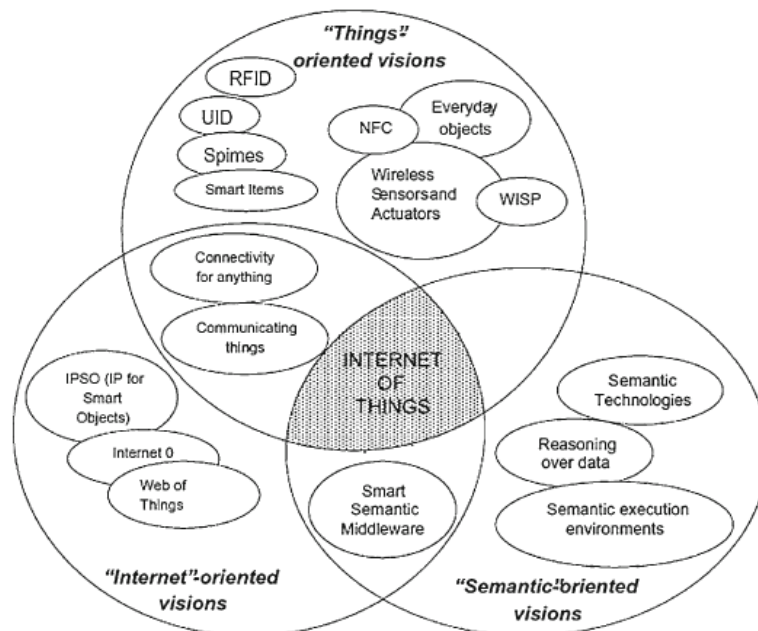 “Things”-
oriented visions
RFID
UID
Spimes
Smart Items
NFC
Everyday
objects
Wireless
Sensorsand
Actuators
WISP
Connectivity
for anything
Communicating
things
INTERNET
OF
THINGS
IPSO (IP for
Smart
Objects)
Internet 0
Web of
Things
Semantic
Technologies
Reasoning
over data
Semantic execution
environments
Smart
Semantic
Middleware
“Internet”-oriented
visions
“Semantic”-oriented
visions